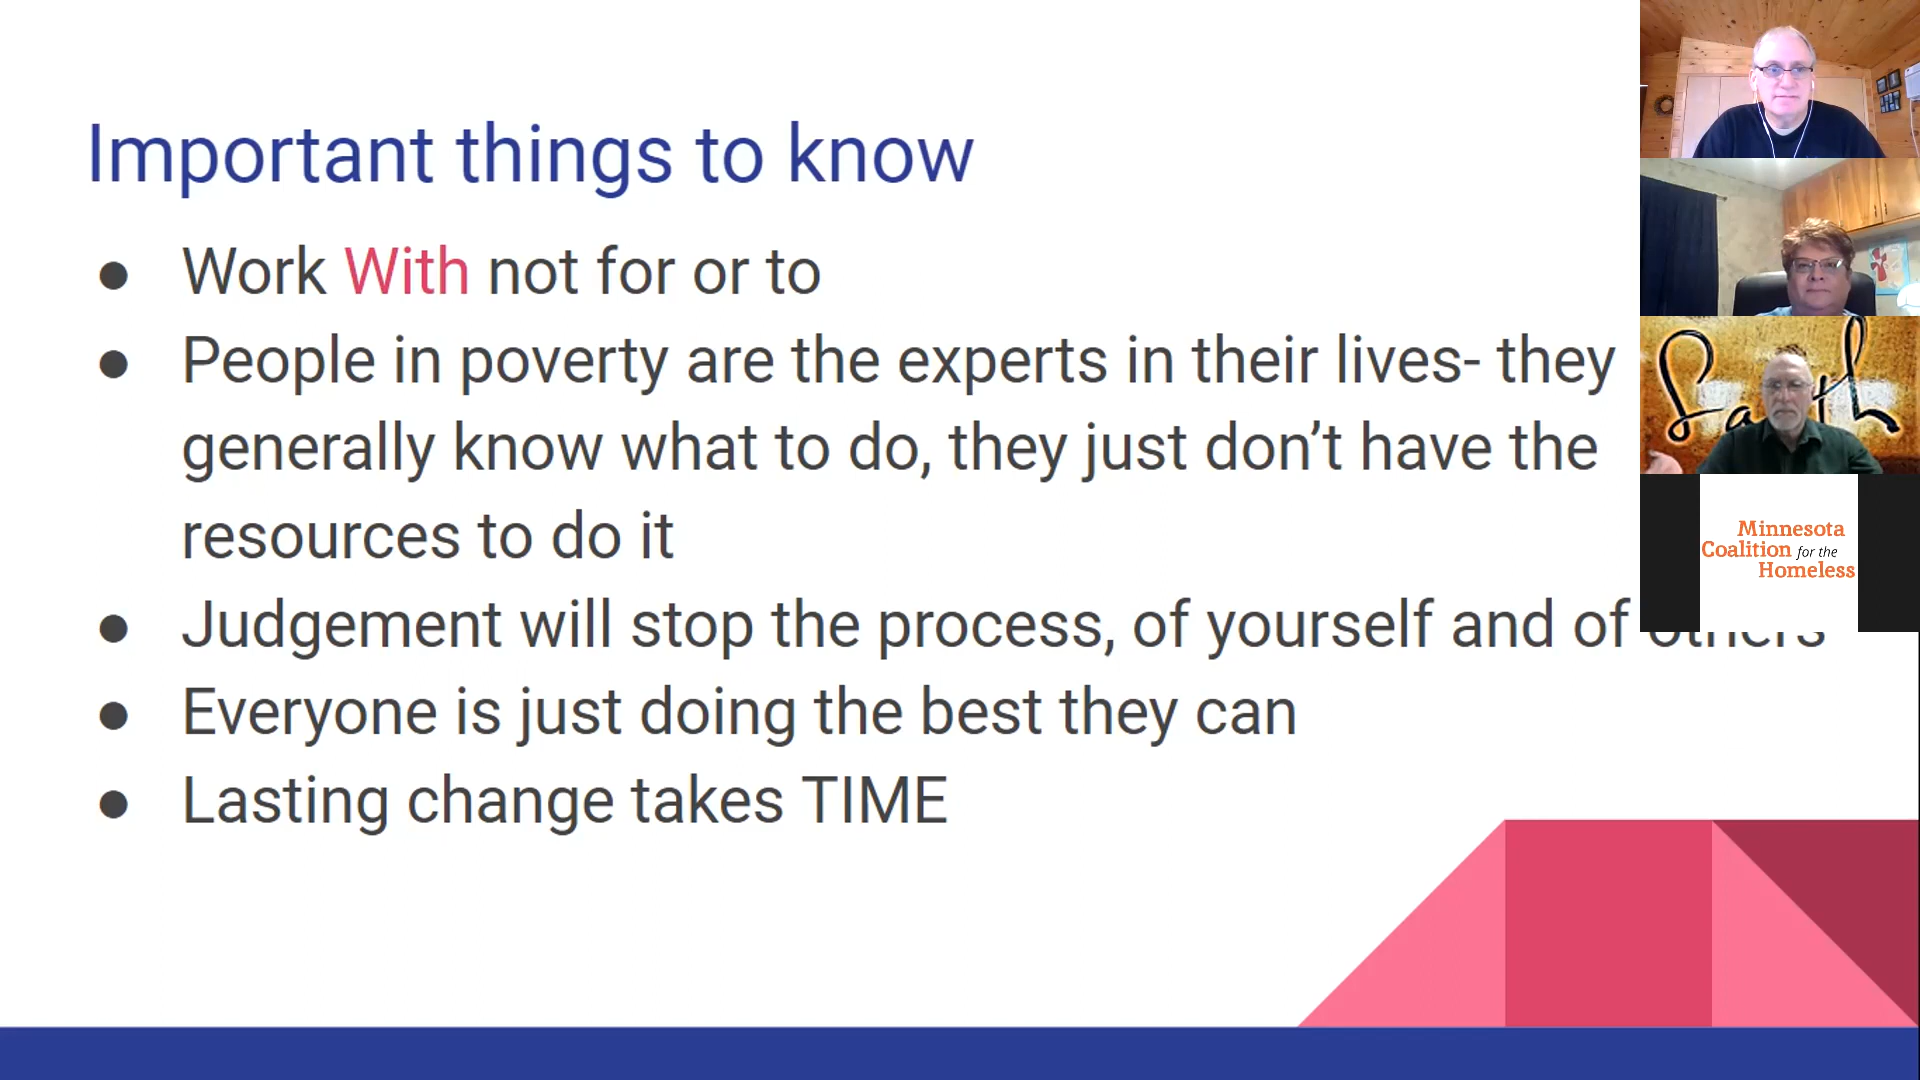 Important things to know
● Work With not for or to
● People in poverty are the experts in their lives- they
generally know what to do, they just don’t have the
resources to do it
● Judgement will stop the process, of yourself and of others
● Everyone is just doing the best they can
● Lasting change takes TIME
Minnesota
Coalition for the
Homeless